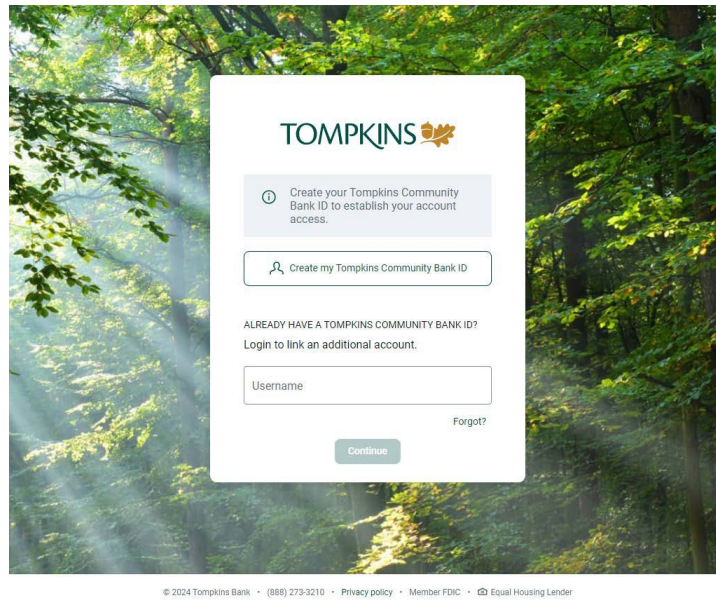 TOMPKINS
Create your Tompkins Community
Bank ID to establish your account
access.
Create my Tompkins Community Bank ID
ALREADY HAVE A TOMPKINS COMMUNITY BANK ID?
Login to link an additional account.
Username
Forgot?
Continue
© 2024 Tompkins Bank • (888) 273-3210 • Privacy policy • Member FDIC • Equal Housing Lender